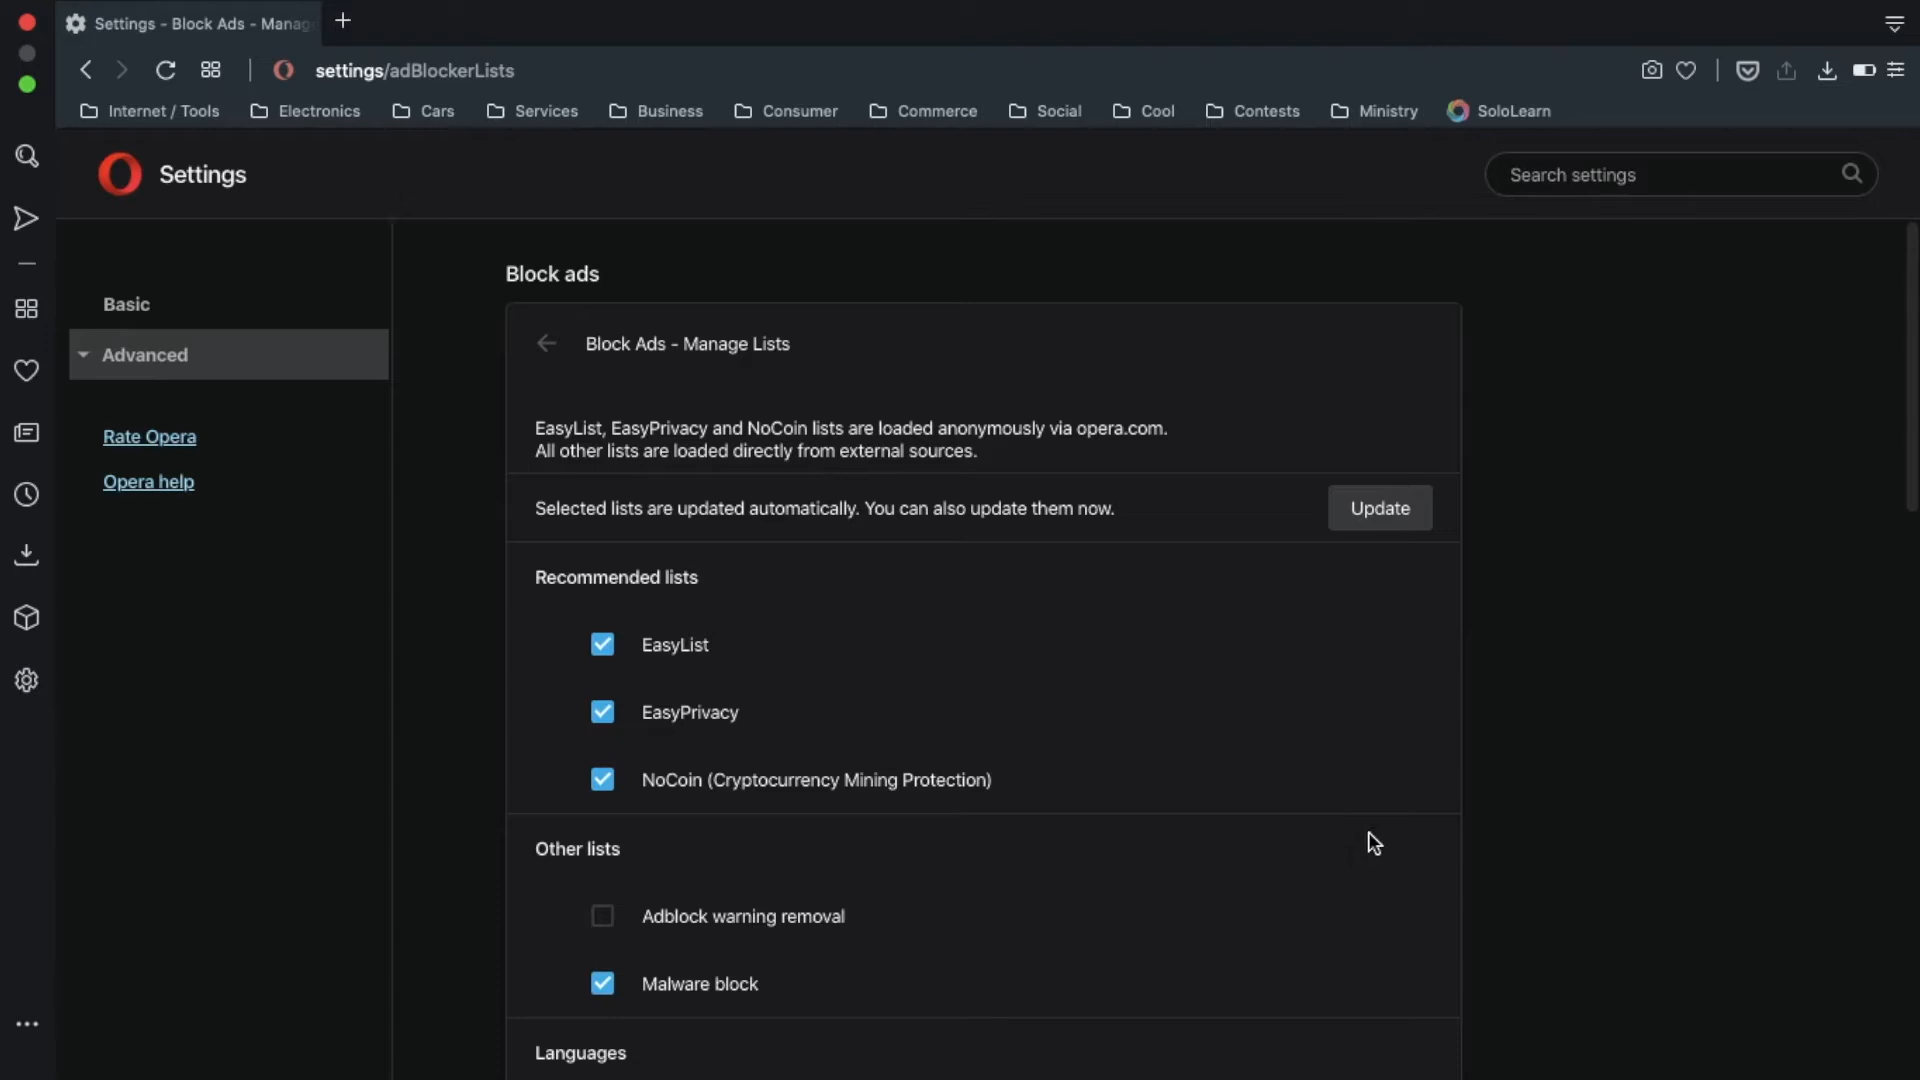 Settings - Block Ads - Manag
settings/adBlockerLists
Internet / Tools
Electronics
Cars
Services
Business
Consumer
Commerce
Social
Cool
Contests
Ministry
SoloLearn
Settings
Search settings
Basic
Advanced
Rate Opera
Opera help
Block ads
Block Ads - Manage Lists
EasyList, EasyPrivacy and NoCoin lists are loaded anonymously via opera.com.
All other lists are loaded directly from external sources.
Selected lists are updated automatically. You can also update them now.
Update
Recommended lists
EasyList
EasyPrivacy
NoCoin (Cryptocurrency Mining Protection)
Other lists
Adblock warning removal
Malware block
Languages